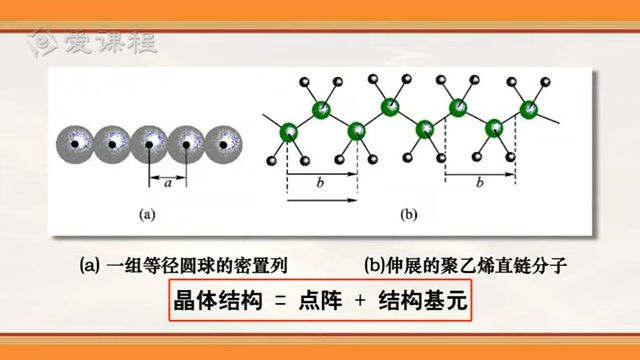 爱课程
a
b
b
(a)
(b)
(a) 一组等径圆球的密置列
(b)伸展的聚乙烯直链分子
晶体结构 = 点阵 + 结构基元